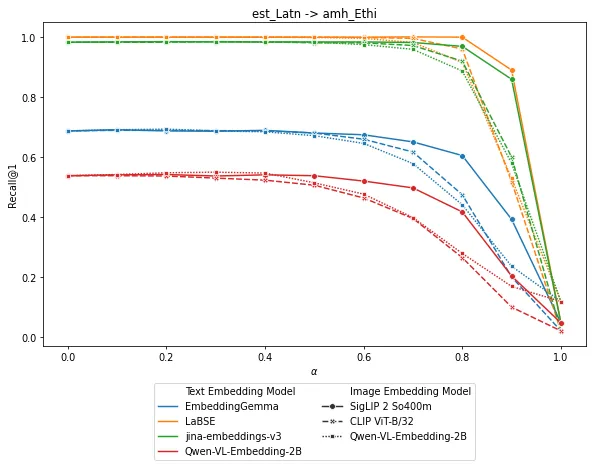 est_Latn -> amh_Ethi
1.0
0.8
0.6
0.4
0.2
0.0
Recall@1
0.0 0.2 0.4 0.6 0.8 1.0
α
Text Embedding Model Image Embedding Model
EmbeddingGemma SigLIP 2 So400m
LaBSE CLIP ViT-B/32
jina-embeddings-v3 Qwen-VL-Embedding-2B
Qwen-VL-Embedding-2B